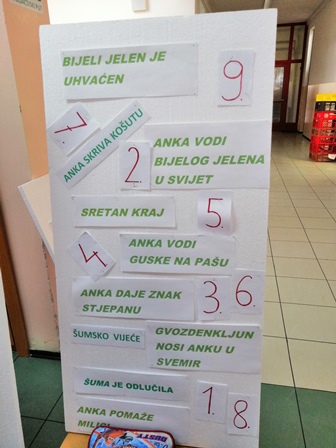 BIJELI JELEN JE
UHVAĆEN
9.
7.
ANKA SKRIVA KOŠUTU
2.
ANKA VODI
BIJELOG JELENA
U SVIJET
SRETAN KRAJ
5.
4.
ANKA VODI
GUSKE NA PAŠU
ANKA DAJE ZNAK
STJEPANU
3.
6.
ŠUMSKO VIJEĆE
GVOZDENKLJUN
NOSI ANKU U
SVEMIR
ŠUMA JE ODLUČILA
1.
8.
ANKA POMAŽE